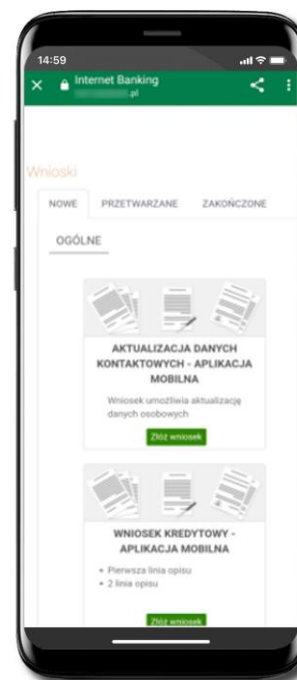 14:59
Internet Banking
.pl
Wnioski
NOWE PRZETWARZANE ZAKOŃCZONE
OGÓLNE
AKTUALIZACJA DANYCH
KONTAKTOWYCH - APLIKACJA
MOBILNA
Wniosek umożliwia aktualizację
danych osobowych
Złóż wniosek
WNIOSEK KREDYTOWY -
APLIKACJA MOBILNA
• Pierwsza linia opisu
• 2 linia opisu
Złóż wniosek